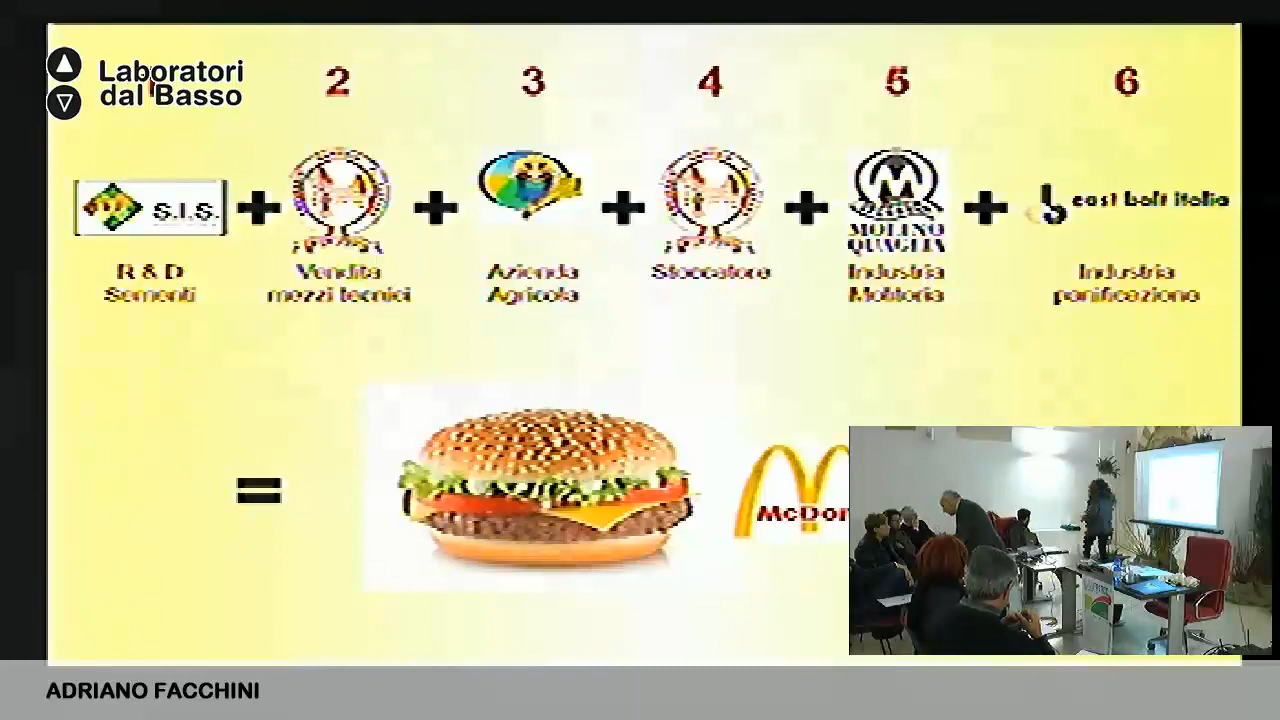 Laboratori
dal Basso
2 3 4 5 6
S.I.S.
MOLINO
QUAGLIA
east balt italia
R & D
Sementi
Vendita
mezzi tecnici
Azienda
Agricola
Stoccatore
Industria
Molitoria
Industria
panificazione
McDon
ADRIANO FACCHINI